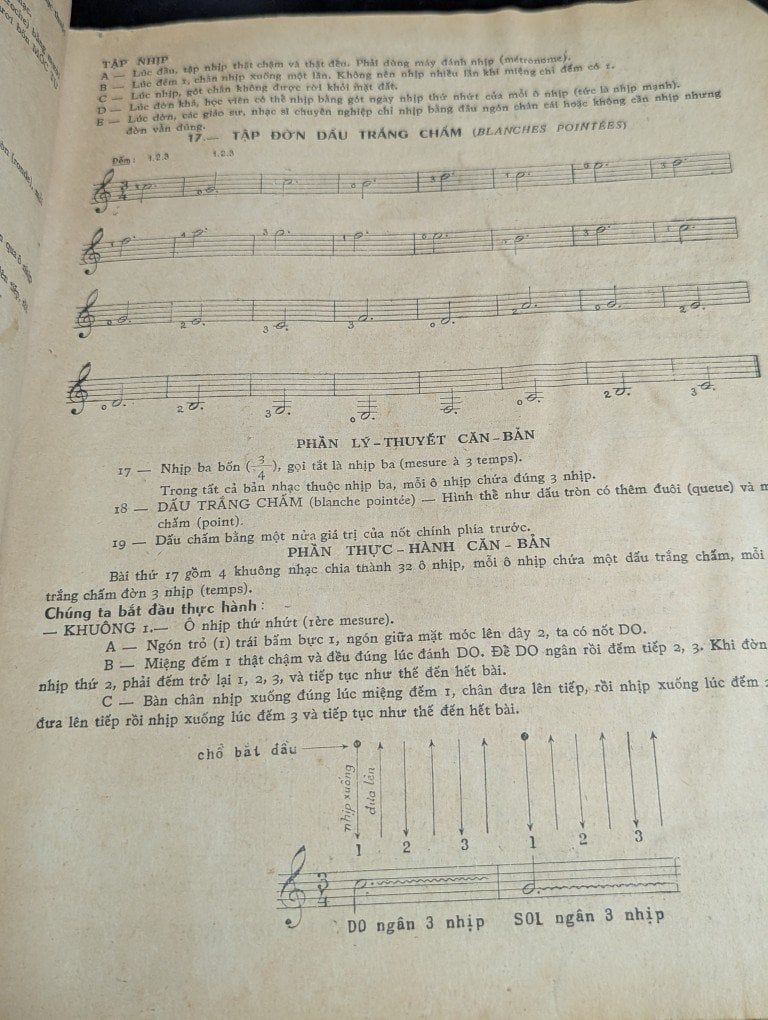 TẬP NHỊP
A — Lúc đầu, tập nhịp thật chậm và thật đều. Phải dùng máy đánh nhịp (métronome).
B — Lúc đếm 1, chân nhịp xuống một lần. Không nên nhịp nhiều lần khi miệng chỉ đếm có 1.
C — Lúc nhịp, gót chân không được rời khỏi mặt đất.
D — Lúc đờn khá, học viên có thể nhịp bằng gót ngay nhịp thứ nhứt của mỗi ô nhịp (tức là nhịp mạnh).
E — Lúc đờn, các giáo sư, nhạc sĩ chuyên nghiệp chỉ nhịp bằng đầu ngón chân cái hoặc không cần nhịp nhưng
đờn vẫn đúng.
17.— TẬP ĐỜN DẤU TRẮNG CHẤM (BLANCHES POINTÉES)
Đếm : 1.2.3 1.2.3
PHẦN LÝ-THUYẾT CĂN-BẢN
17 — Nhịp ba bốn (3/4), gọi tắt là nhịp ba (mesure à 3 temps).
Trong tất cả bản nhạc thuộc nhịp ba, mỗi ô nhịp chứa đúng 3 nhịp.
18 — DẤU TRẮNG CHẤM (blanche pointée) — Hình thể như dấu tròn có thêm đuôi (queue) và m
chấm (point).
19 — Dấu chấm bằng một nửa giá trị của nốt chính phía trước.
PHẦN THỰC-HÀNH CĂN-BẢN
Bài thứ 17 gồm 4 khuông nhạc chia thành 32 ô nhịp, mỗi ô nhịp chứa một dấu trắng chấm, mỗi
trắng chấm đờn 3 nhịp (temps).
Chúng ta bắt đầu thực hành :
— KHUÔNG 1.— Ô nhịp thứ nhứt (1ère mesure).
A — Ngón trỏ (1) trái bấm bực 1, ngón giữa mặt móc lên dây 2, ta có nốt DO.
B — Miệng đếm 1 thật chậm và đều đúng lúc đánh DO. Để DO ngân rồi đếm tiếp 2, 3. Khi đờn
nhịp thứ 2, phải đếm trở lại 1, 2, 3, và tiếp tục như thế đến hết bài.
C — Bàn chân nhịp xuống đúng lúc miệng đếm 1, chân đưa lên tiếp, rồi nhịp xuống lúc đếm 2
đưa lên tiếp rồi nhịp xuống lúc đếm 3 và tiếp tục như thế đến hết bài.
chổ bắt đầu
nhịp xuống
đưa lên
1 2 3 1 2 3
3
4
DO ngân 3 nhịp SOL ngân 3 nhịp